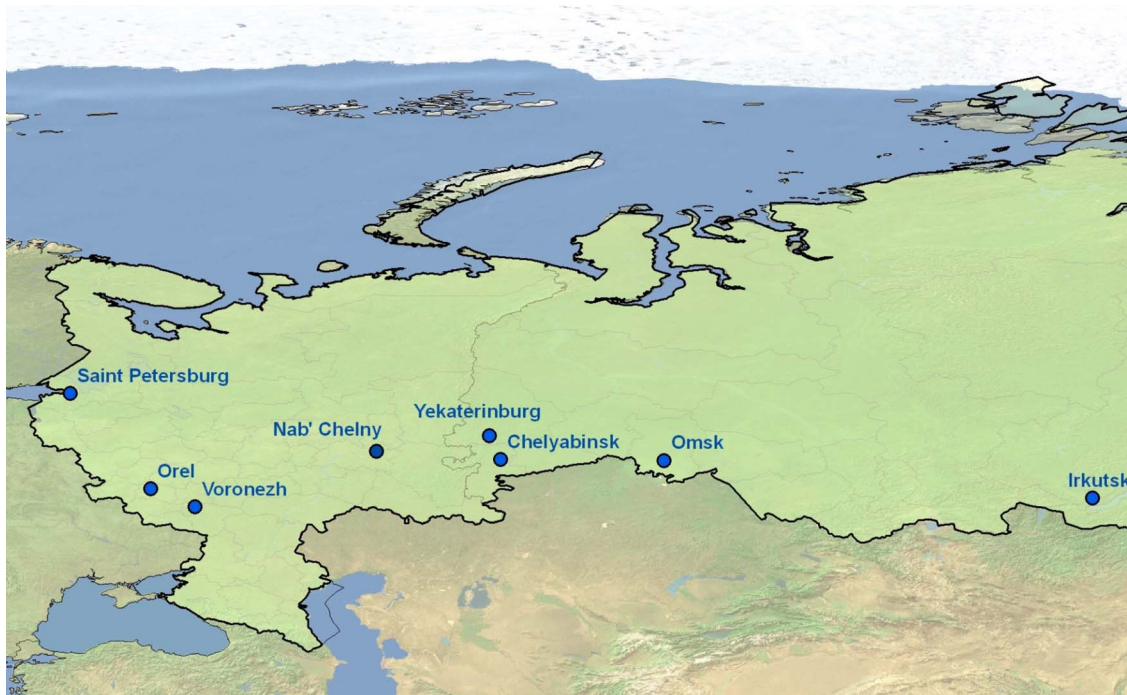 Saint Petersburg
Yekaterinburg
Nab' Chelny
Chelyabinsk
Omsk
Orel
Voronezh
Irkutsk